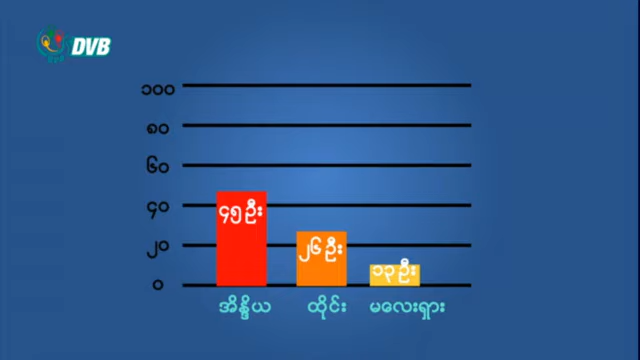 DVB
၁၀၀
၈၀
၆၀
၄၀
၂၀
၀
၄၅ ဦး
၂၆ ဦး
၁၃ ဦး
အိန္ဒိယ
ထိုင်း
မလေးရှား